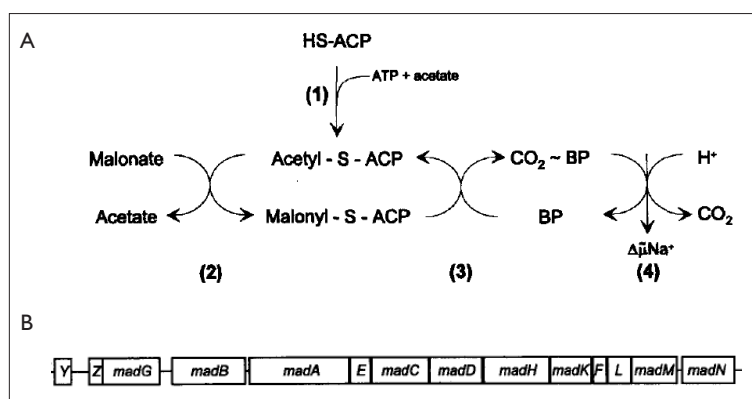 A
HS-ACP
ATP + acetate
(1)
Malonate Acetyl - S - ACP CO₂ ~ BP H⁺
Acetate Malonyl - S - ACP BP CO₂
Δμ̃Na⁺
(2) (3) (4)
B
Y Z madG madB madA E madC madD madH madK F L madM madN